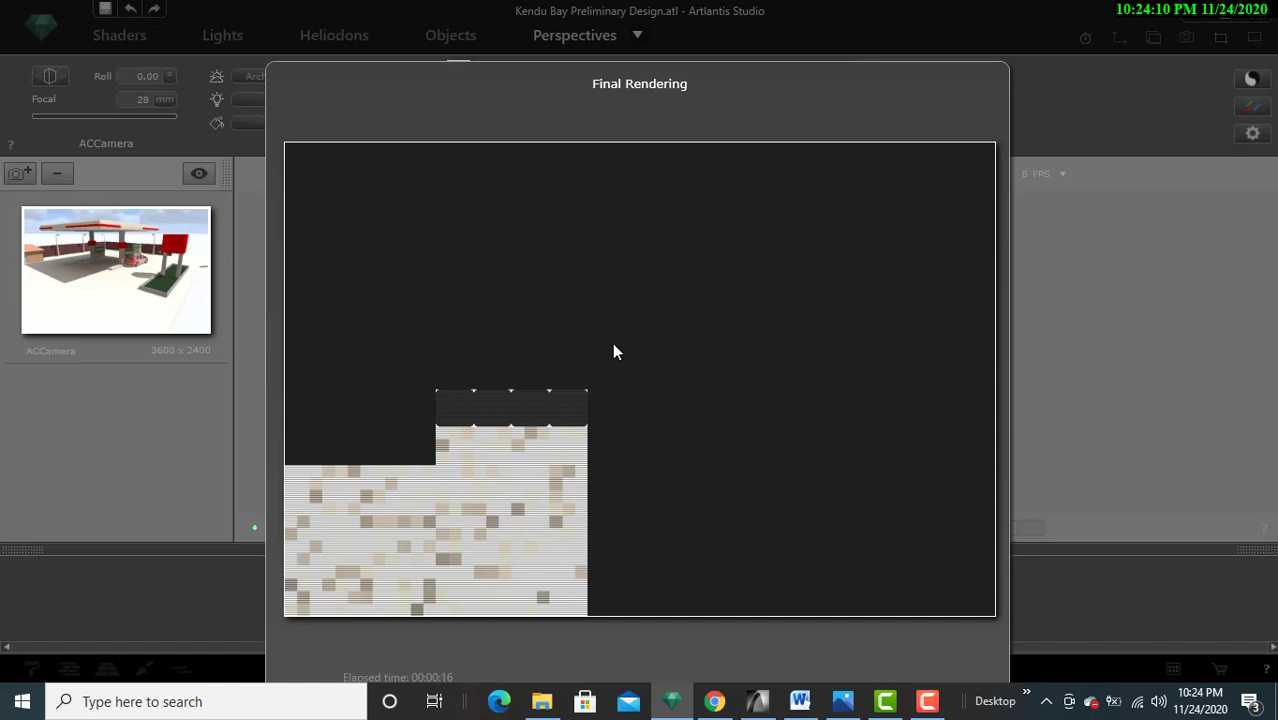 Kendu Bay Preliminary Design.atl - Artlantis Studio
10:24:10 PM 11/24/2020
Shaders Lights Heliodons Objects Perspectives
Roll 0.00 ° Arch
Focal 28 mm
Final Rendering
? ACCamera
8 FPS
ACCamera 3600 x 2400
?
Elapsed time: 00:00:16
?
Type here to search
Desktop
10:24 PM
11/24/2020
3